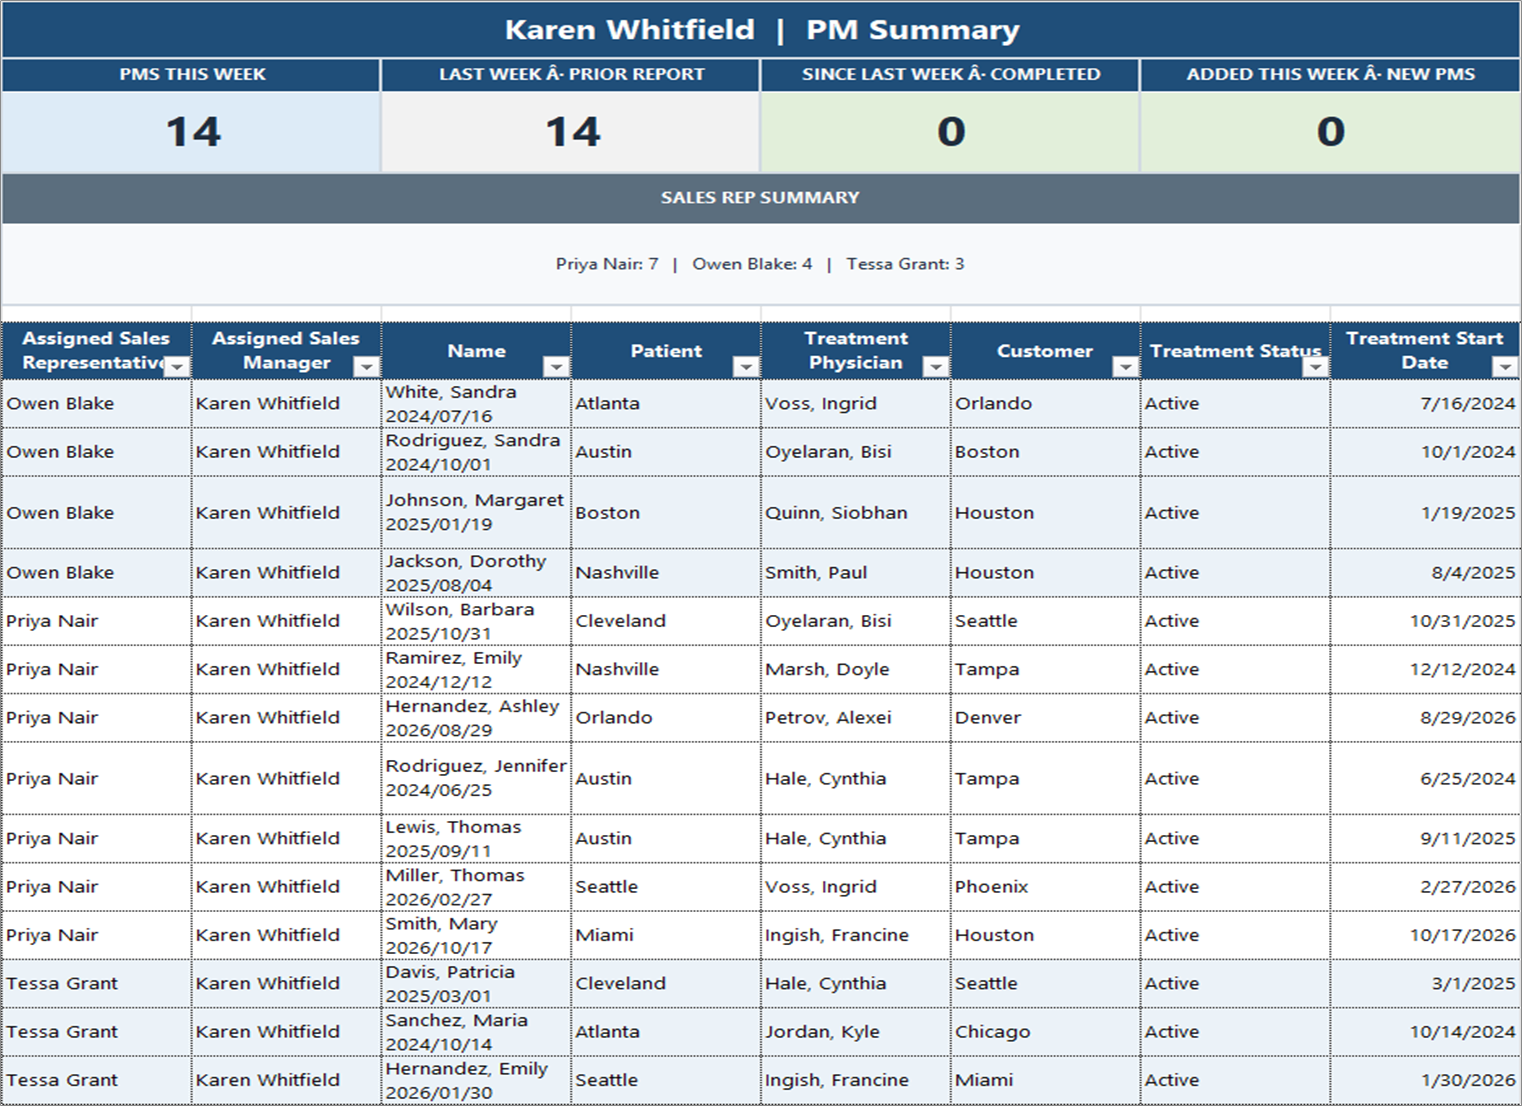 Karen Whitfield | PM Summary
PMS THIS WEEK LAST WEEK Â· PRIOR REPORT SINCE LAST WEEK Â· COMPLETED ADDED THIS WEEK Â· NEW PMS
14 14 0 0
SALES REP SUMMARY
Priya Nair: 7 | Owen Blake: 4 | Tessa Grant: 3
Assigned Sales Representative Assigned Sales Manager Name Patient Treatment Physician Customer Treatment Status Treatment Start Date
Owen Blake Karen Whitfield White, Sandra 2024/07/16 Atlanta Voss, Ingrid Orlando Active 7/16/2024
Owen Blake Karen Whitfield Rodriguez, Sandra 2024/10/01 Austin Oyelaran, Bisi Boston Active 10/1/2024
Owen Blake Karen Whitfield Johnson, Margaret 2025/01/19 Boston Quinn, Siobhan Houston Active 1/19/2025
Owen Blake Karen Whitfield Jackson, Dorothy 2025/08/04 Nashville Smith, Paul Houston Active 8/4/2025
Priya Nair Karen Whitfield Wilson, Barbara 2025/10/31 Cleveland Oyelaran, Bisi Seattle Active 10/31/2025
Priya Nair Karen Whitfield Ramirez, Emily 2024/12/12 Nashville Marsh, Doyle Tampa Active 12/12/2024
Priya Nair Karen Whitfield Hernandez, Ashley 2026/08/29 Orlando Petrov, Alexei Denver Active 8/29/2026
Priya Nair Karen Whitfield Rodriguez, Jennifer 2024/06/25 Austin Hale, Cynthia Tampa Active 6/25/2024
Priya Nair Karen Whitfield Lewis, Thomas 2025/09/11 Austin Hale, Cynthia Tampa Active 9/11/2025
Priya Nair Karen Whitfield Miller, Thomas 2026/02/27 Seattle Voss, Ingrid Phoenix Active 2/27/2026
Priya Nair Karen Whitfield Smith, Mary 2026/10/17 Miami Ingish, Francine Houston Active 10/17/2026
Tessa Grant Karen Whitfield Davis, Patricia 2025/03/01 Cleveland Hale, Cynthia Seattle Active 3/1/2025
Tessa Grant Karen Whitfield Sanchez, Maria 2024/10/14 Atlanta Jordan, Kyle Chicago Active 10/14/2024
Tessa Grant Karen Whitfield Hernandez, Emily 2026/01/30 Seattle Ingish, Francine Miami Active 1/30/2026